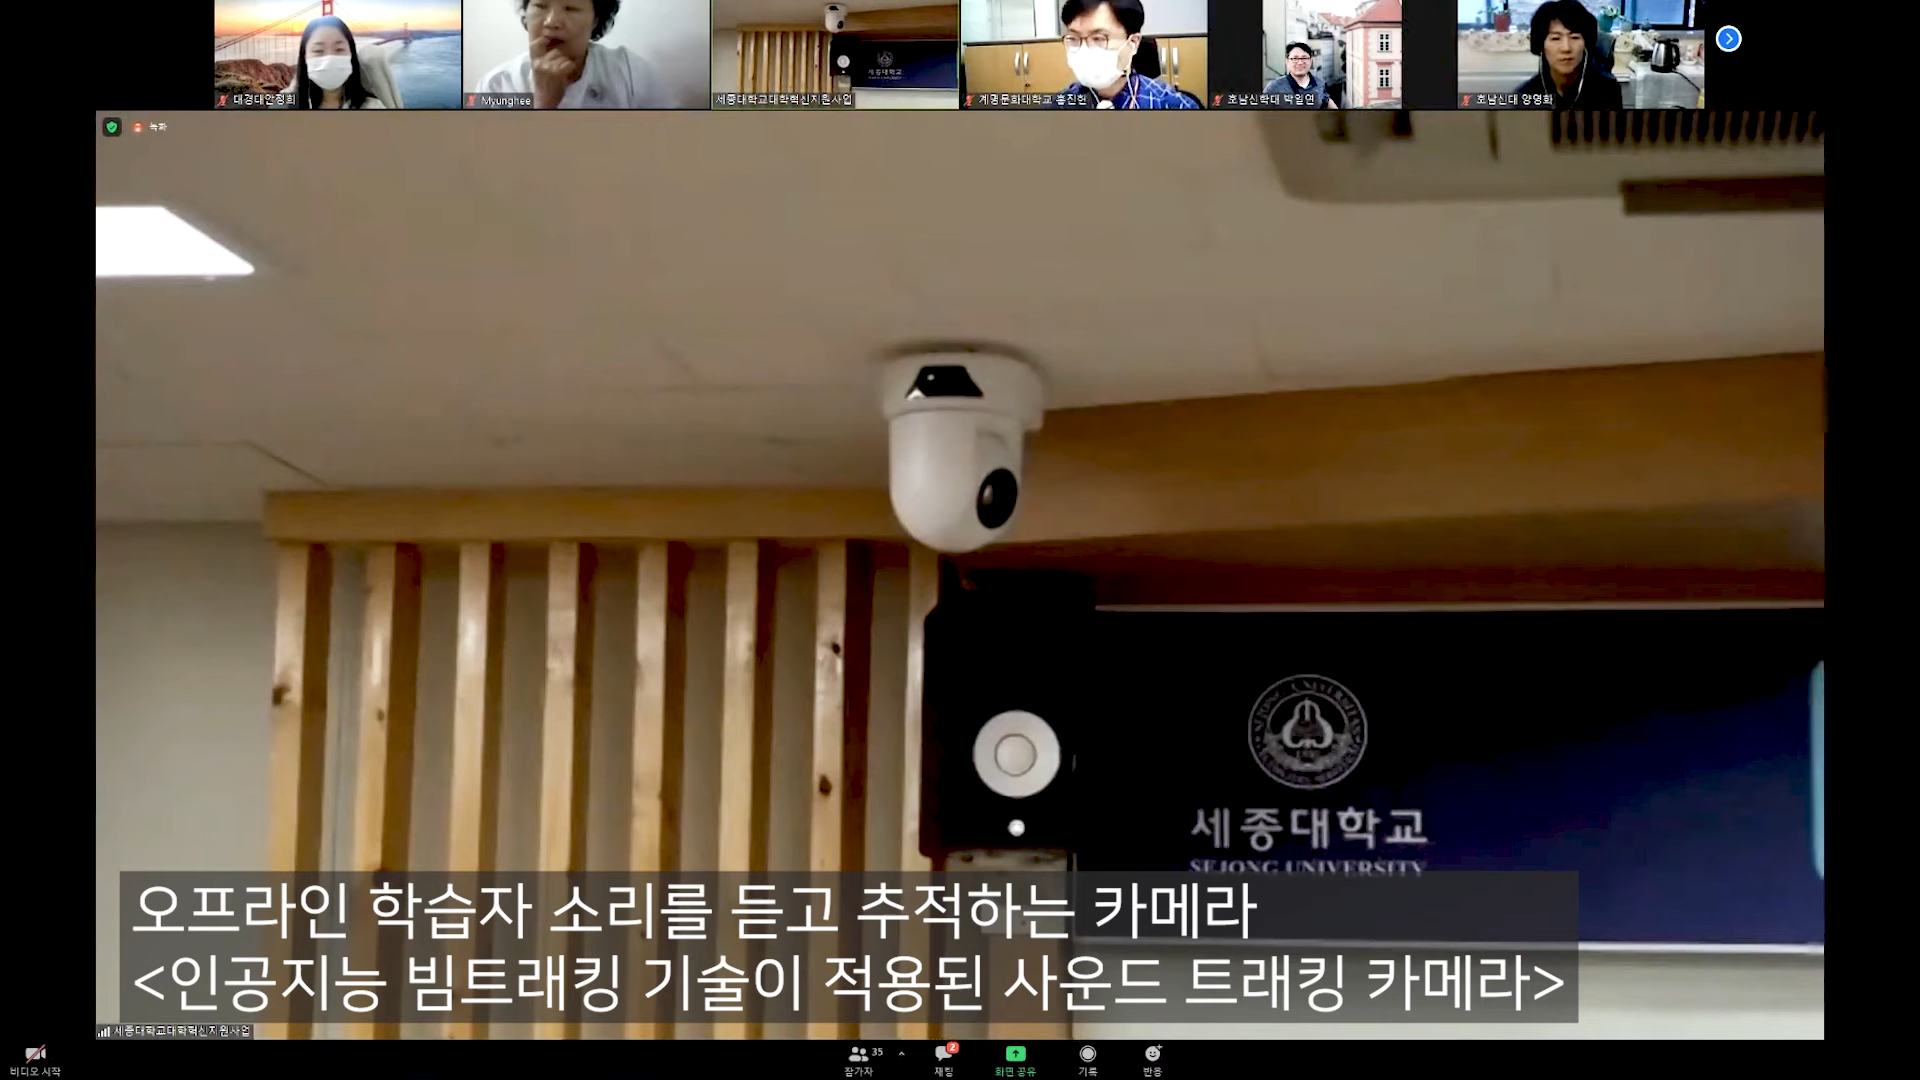 대경대안정희
Myunghee
세종대학교대학혁신지원사업
계명문화대학교 홍진헌
호남신학대 박일연
호남신대 양영화
녹화
세종대학교
SEJONG UNIVERSITY
오프라인 학습자 소리를 듣고 추적하는 카메라
<인공지능 빔트래킹 기술이 적용된 사운드 트래킹 카메라>
세종대학교대학혁신지원사업
비디오 시작
35
참가자
2
채팅
화면 공유
기록
반응